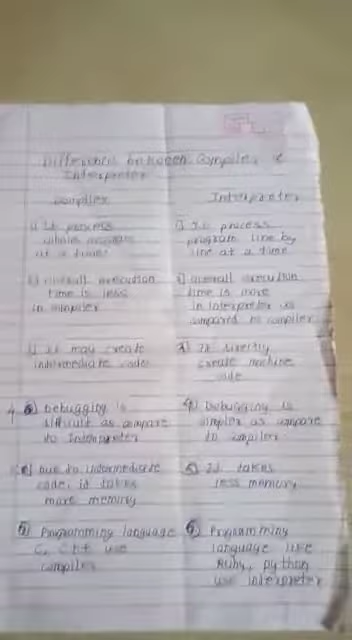 Difference between Compiler &
Interpreter
Compiler
1) It process
whole program
at a time
2) overall execution
time is less
in compiler
3) It may create
intermediate code
4. Debugging is
difficult as compare
to Interpreter
5) Due to intermediate
code, it takes
more memory
6) Programming language
C, C++ use
compiler
Interpreter
1) It process
program line by
line at a time
2) overall execution
time is more
in interpreter as
compared to compiler
3) It directly
create machine
code
4) Debugging is
simpler as compare
to compiler
5) It takes
less memory
6) Programming
language like
Ruby, python
use interpreter